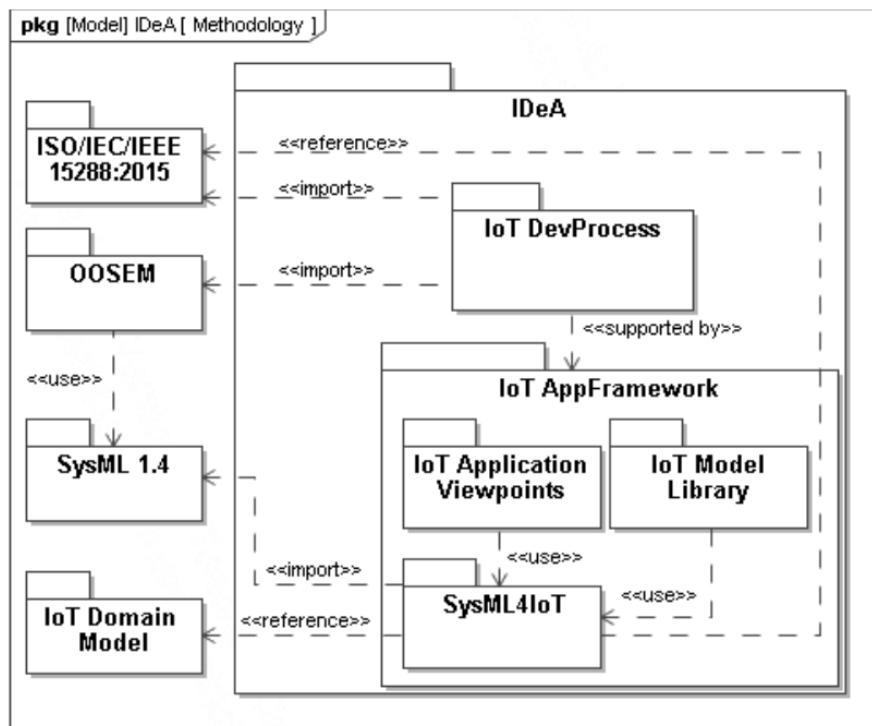 pkg [Model] IDeA [ Methodology ]
IDeA
ISO/IEC/IEEE
15288:2015
<<reference>>
<<import>>
IoT DevProcess
OOSEM
<<import>>
<<supported by>>
<<use>>
IoT AppFramework
SysML 1.4
IoT Application
Viewpoints
IoT Model
Library
<<use>>
<<import>>
SysML4IoT
<<use>>
IoT Domain
Model
<<reference>>